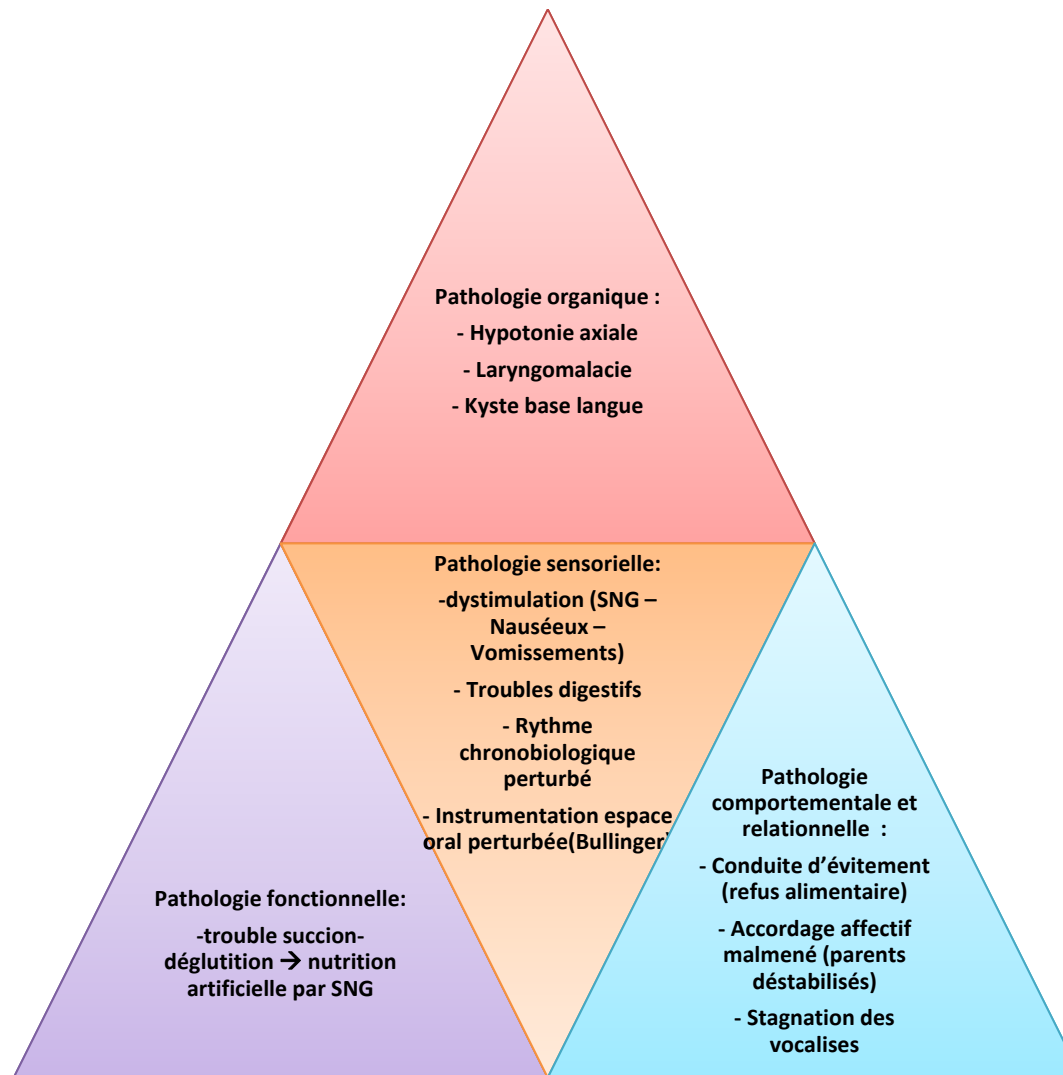 Pathologie organique :
- Hypotonie axiale
- Laryngomalacie
- Kyste base langue
Pathologie sensorielle:
-dystimulation (SNG –
Nauséeux –
Vomissements)
- Troubles digestifs
- Rythme
chronobiologique
perturbé
- Instrumentation espace
oral perturbée(Bullinger)
Pathologie fonctionnelle:
-trouble succion-
déglutition → nutrition
artificielle par SNG
Pathologie
comportementale et
relationnelle :
- Conduite d’évitement
(refus alimentaire)
- Accordage affectif
malmené (parents
déstabilisés)
- Stagnation des
vocalises